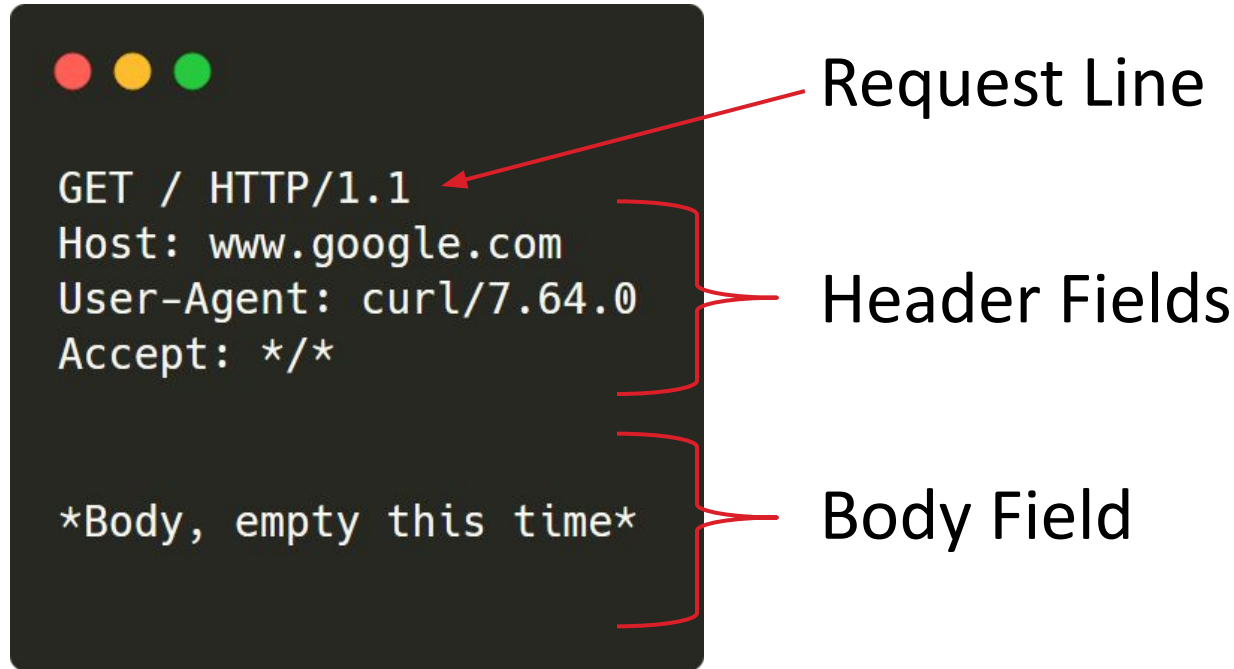 Request Line
GET / HTTP/1.1
Host: www.google.com
User-Agent: curl/7.64.0
Accept: */*
Header Fields
*Body, empty this time*
Body Field